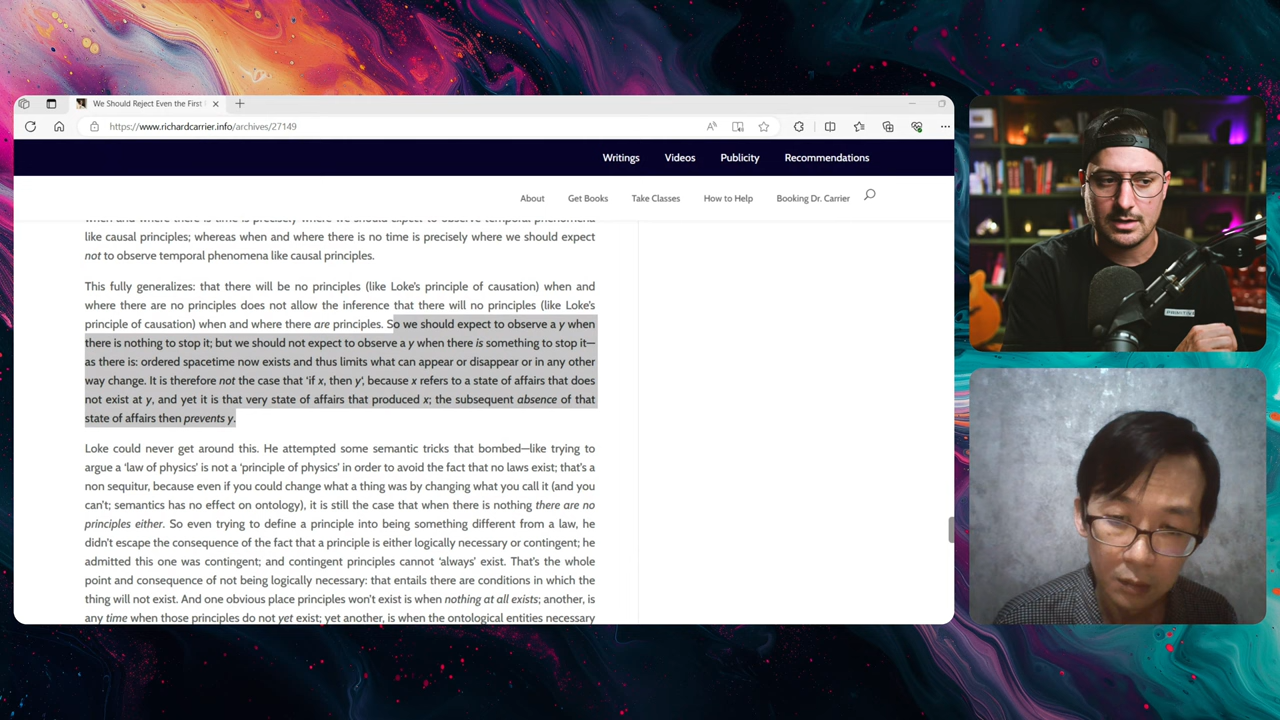 We Should Reject Even the First
https://www.richardcarrier.info/archives/27149
Writings Videos Publicity Recommendations
About Get Books Take Classes How to Help Booking Dr. Carrier
when and where there is time is precisely where we should expect to observe temporal phenomena
like causal principles; whereas when and where there is no time is precisely where we should expect
not to observe temporal phenomena like causal principles.
This fully generalizes: that there will be no principles (like Loke's principle of causation) when and
where there are no principles does not allow the inference that there will no principles (like Loke's
principle of causation) when and where there are principles. So we should expect to observe a y when
there is nothing to stop it; but we should not expect to observe a y when there is something to stop it—
as there is: ordered spacetime now exists and thus limits what can appear or disappear or in any other
way change. It is therefore not the case that 'if x, then y', because x refers to a state of affairs that does
not exist at y, and yet it is that very state of affairs that produced x; the subsequent absence of that
state of affairs then prevents y.
Loke could never get around this. He attempted some semantic tricks that bombed—like trying to
argue a 'law of physics' is not a 'principle of physics' in order to avoid the fact that no laws exist; that's a
non sequitur, because even if you could change what a thing was by changing what you call it (and you
can't; semantics has no effect on ontology), it is still the case that when there is nothing there are no
principles either. So even trying to define a principle into being something different from a law, he
didn't escape the consequence of the fact that a principle is either logically necessary or contingent; he
admitted this one was contingent; and contingent principles cannot 'always' exist. That's the whole
point and consequence of not being logically necessary: that entails there are conditions in which the
thing will not exist. And one obvious place principles won't exist is when nothing at all exists; another, is
any time when those principles do not yet exist; yet another, is when the ontological entities necessary